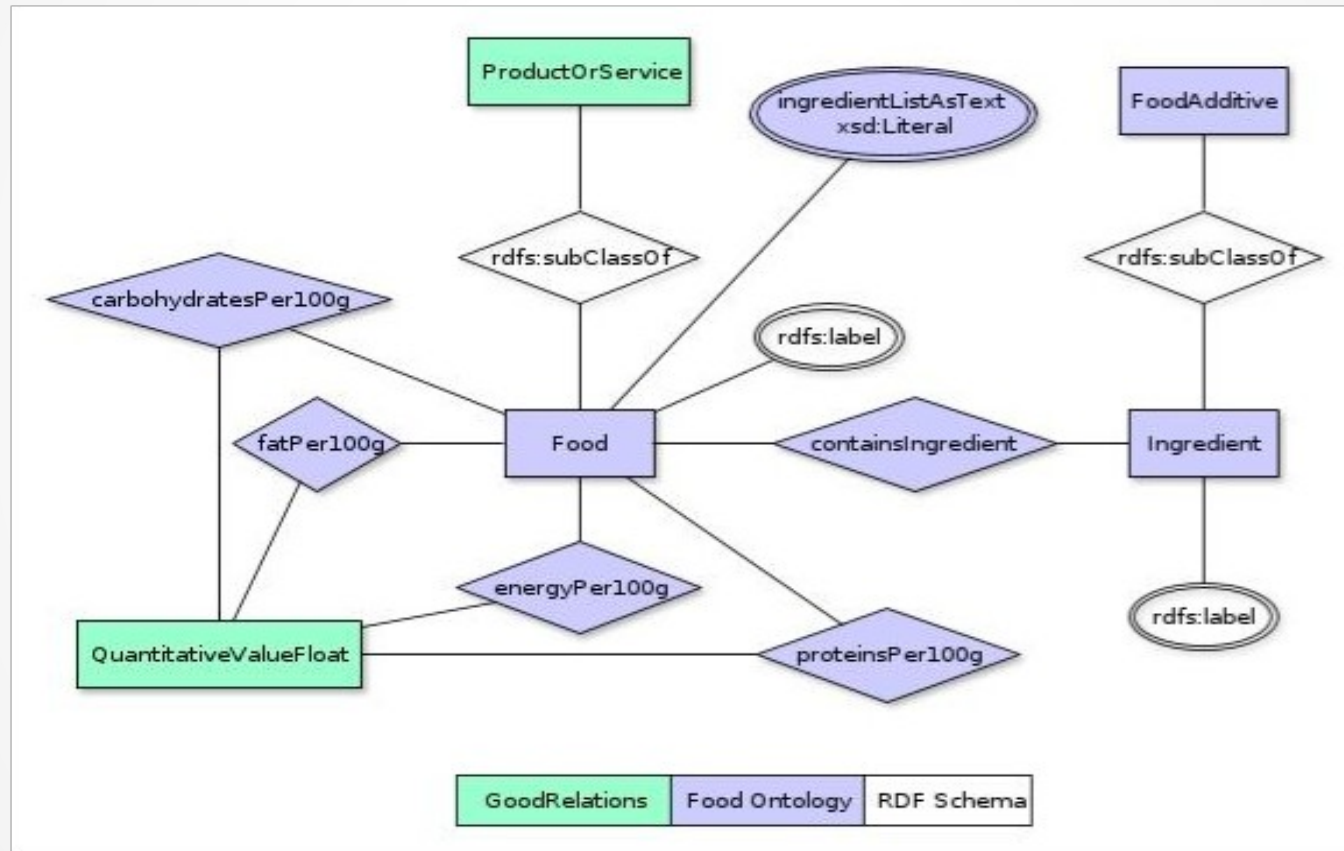 ProductOrService
ingredientListAsText
xsd:Literal
FoodAdditive
rdfs:subClassOf
rdfs:subClassOf
carbohydratesPer100g
rdfs:label
fatPer100g
Food
containsIngredient
Ingredient
energyPer100g
rdfs:label
QuantitativeValueFloat
proteinsPer100g
GoodRelations
Food Ontology
RDF Schema